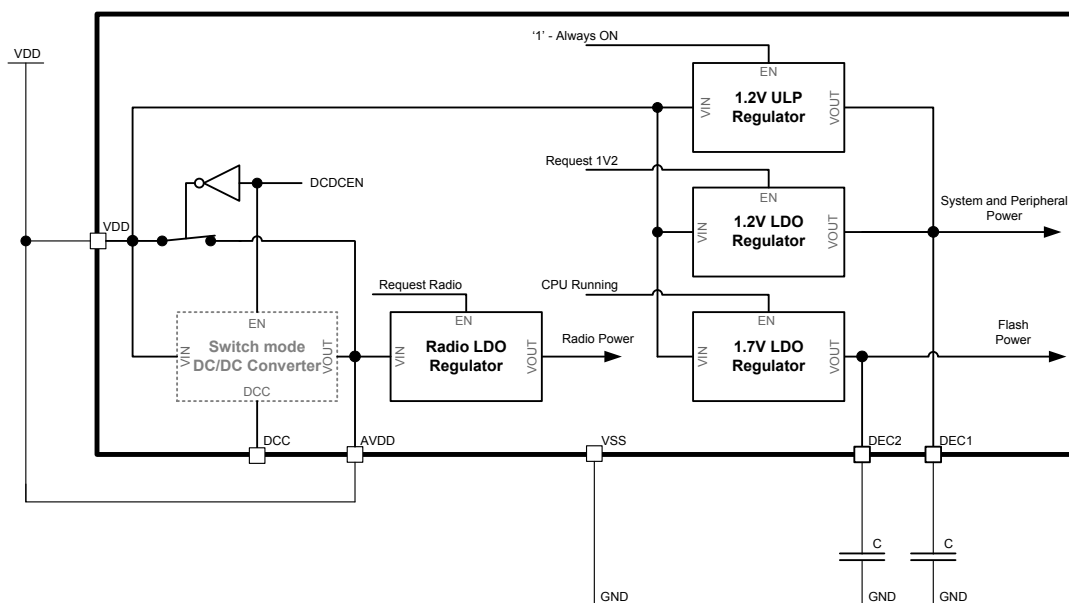 VDD
'1' - Always ON
EN
VIN
1.2V ULP
Regulator
VOUT
Request 1V2
EN
VIN
1.2V LDO
Regulator
VOUT
System and Peripheral
Power
DCDCEN
VDD
Request Radio
CPU Running
EN
VIN
Switch mode
DC/DC Converter
VOUT
DCC
EN
VIN
Radio LDO
Regulator
VOUT
Radio Power
EN
VIN
1.7V LDO
Regulator
VOUT
Flash
Power
DCC
AVDD
VSS
DEC2
DEC1
C
C
GND
GND
GND